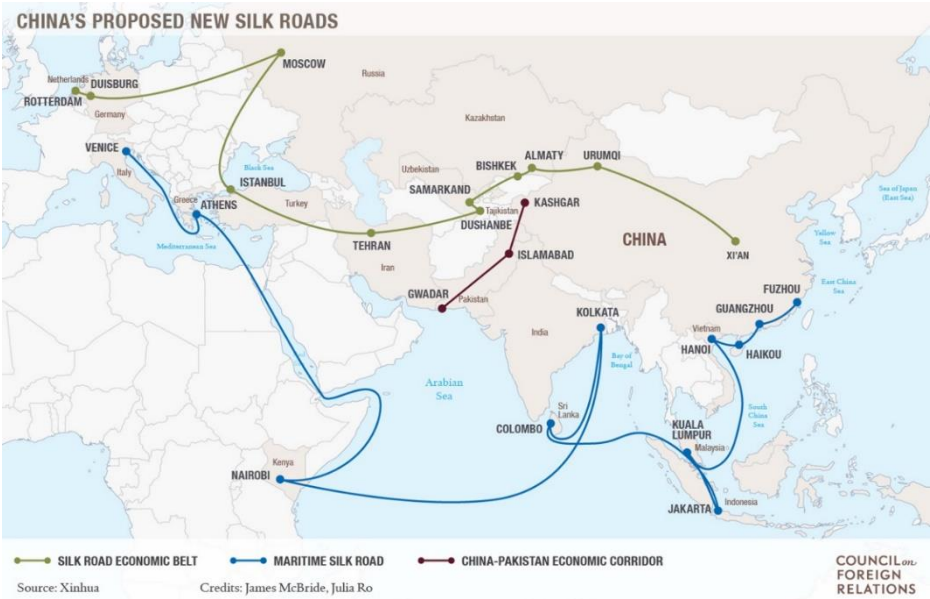 CHINA'S PROPOSED NEW SILK ROADS
MOSCOW
Netherlands
DUISBURG
ROTTERDAM
Germany
Russia
VENICE
Italy
Black Sea
ISTANBUL
Greece
ATHENS
Turkey
Mediterranean Sea
Kazakhstan
Uzbekistan
BISHKEK
ALMATY
URUMQI
SAMARKAND
Tajikistan
DUSHANBE
KASHGAR
TEHRAN
Iran
ISLAMABAD
CHINA
XI'AN
Sea of Japan
(East Sea)
Yellow
Sea
East China
Sea
GWADAR
Pakistan
FUZHOU
GUANGZHOU
KOLKATA
India
Vietnam
HANOI
HAIKOU
Bay of
Bengal
Arabian
Sea
Sri
Lanka
COLOMBO
South
China
Sea
KUALA
LUMPUR
Malaysia
Kenya
NAIROBI
JAKARTA
Indonesia
SILK ROAD ECONOMIC BELT
MARITIME SILK ROAD
CHINA-PAKISTAN ECONOMIC CORRIDOR
Source: Xinhua
Credits: James McBride, Julia Ro
COUNCIL on
FOREIGN
RELATIONS